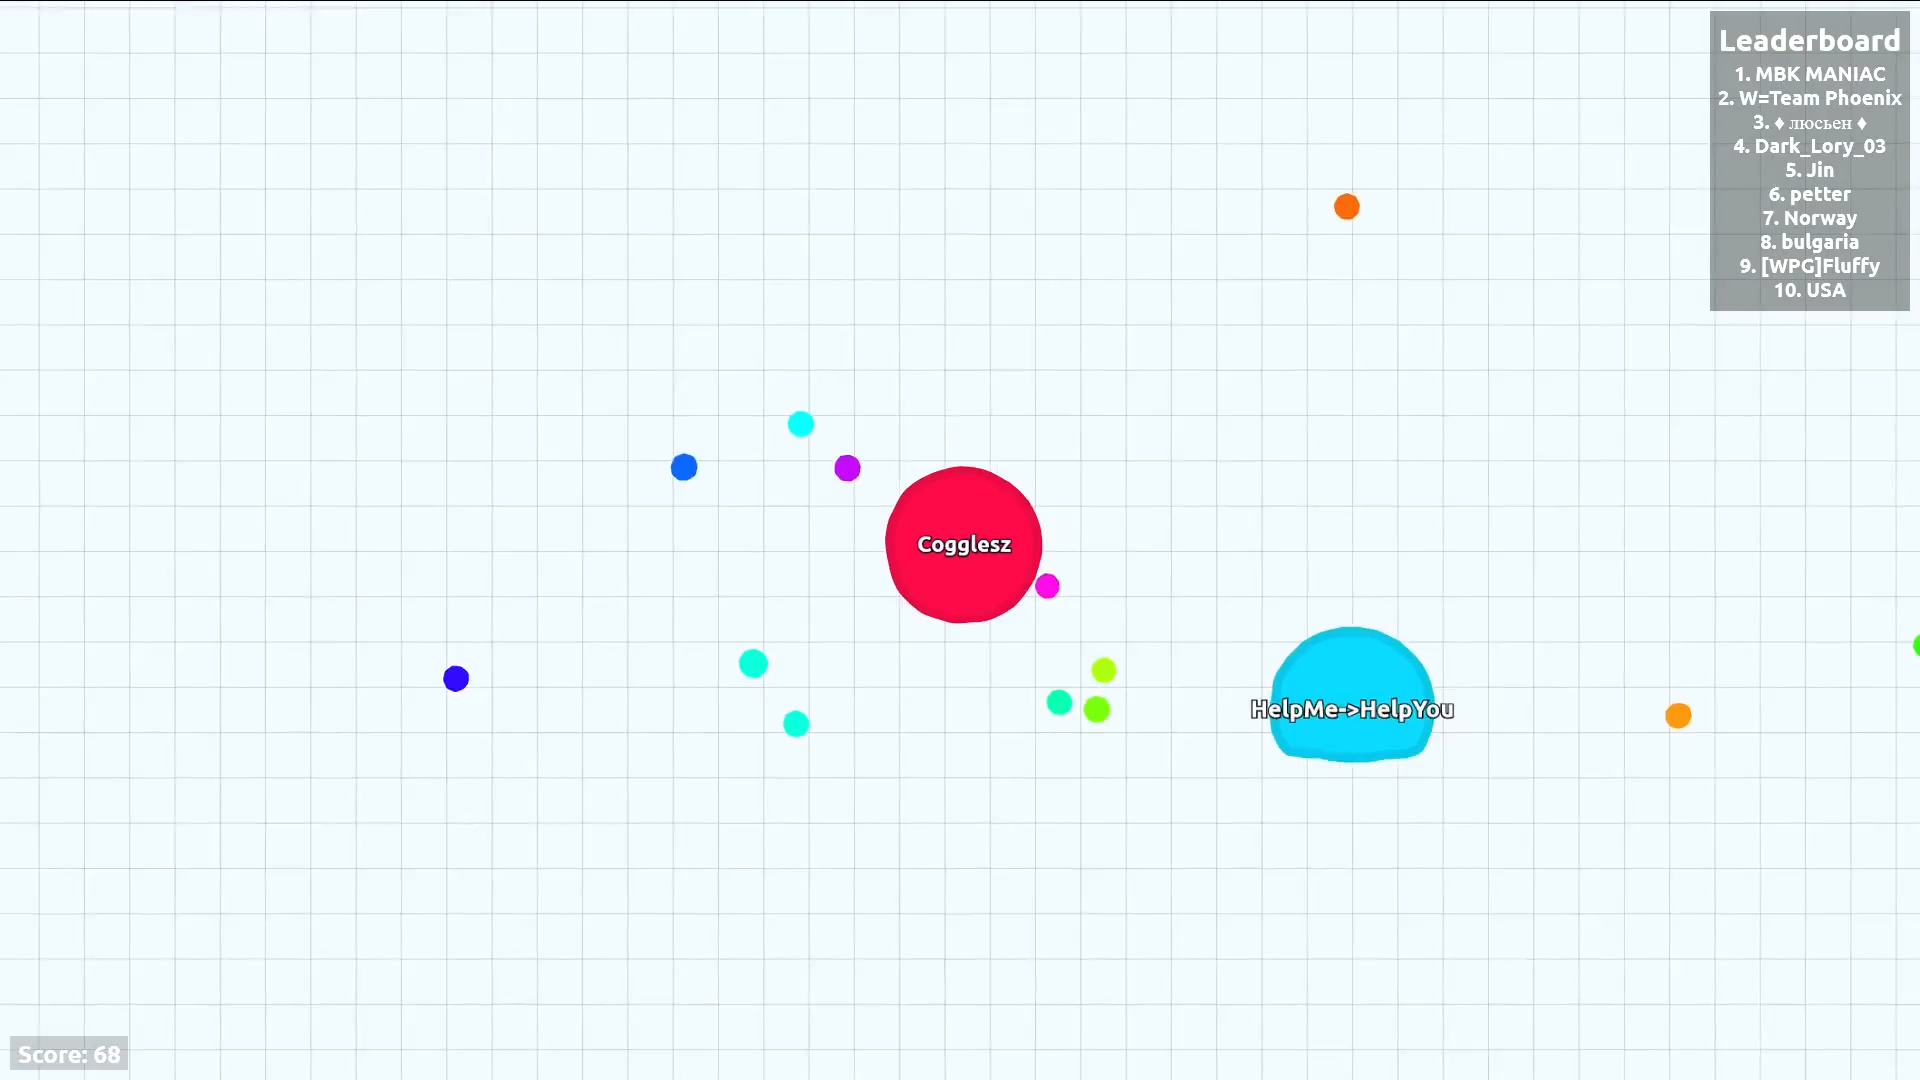 Leaderboard
1. MBK MANIAC
2. W=Team Phoenix
3. ♦ люсьен ♦
4. Dark_Lory_03
5. Jin
6. petter
7. Norway
8. bulgaria
9. [WPG]Fluffy
10. USA
Cogglesz
HelpMe->HelpYou
Score: 68